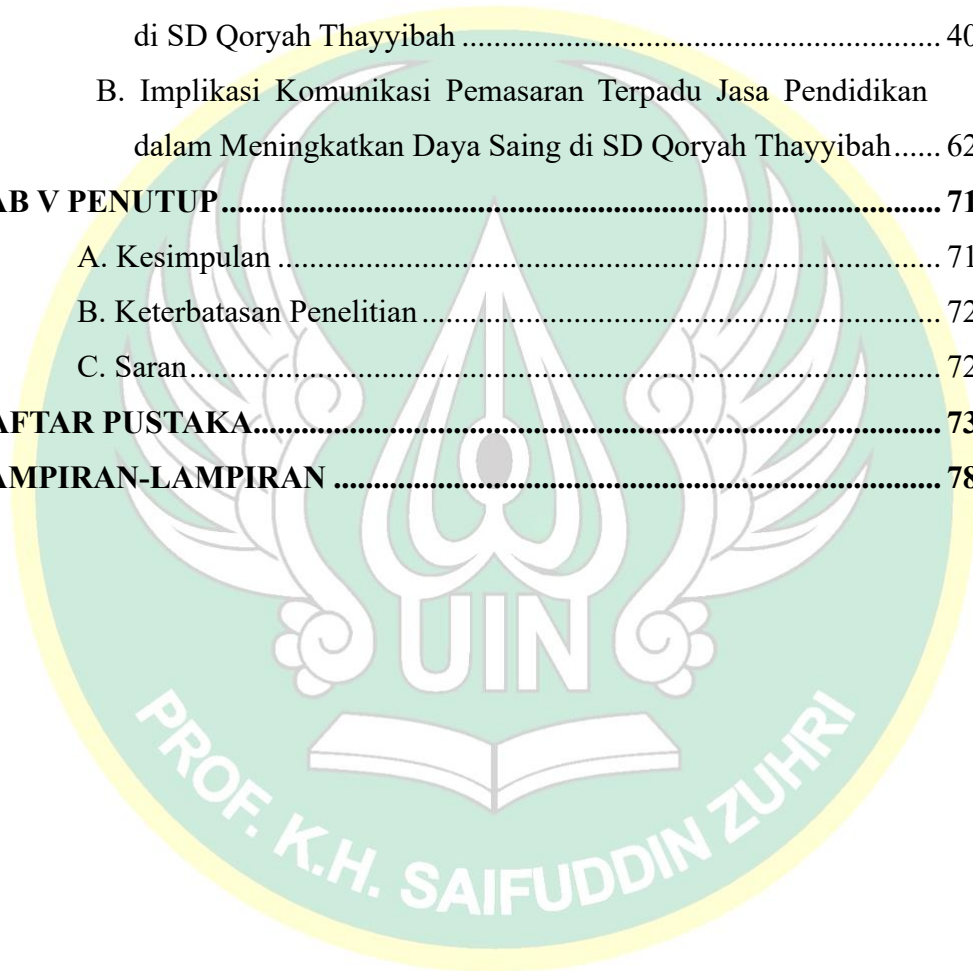 di SD Qoryah Thayyibah ........................................................... 40
B. Implikasi Komunikasi Pemasaran Terpadu Jasa Pendidikan
dalam Meningkatkan Daya Saing di SD Qoryah Thayyibah...... 62
AB V PENUTUP......................................................................................... 71
A. Kesimpulan .................................................................................. 71
B. Keterbatasan Penelitian ................................................................ 72
C. Saran............................................................................................. 72
AFTAR PUSTAKA..................................................................................... 73
AMPIRAN-LAMPIRAN ........................................................................... 78
UIN
PROF. K.H. SAIFUDDIN ZUHRI